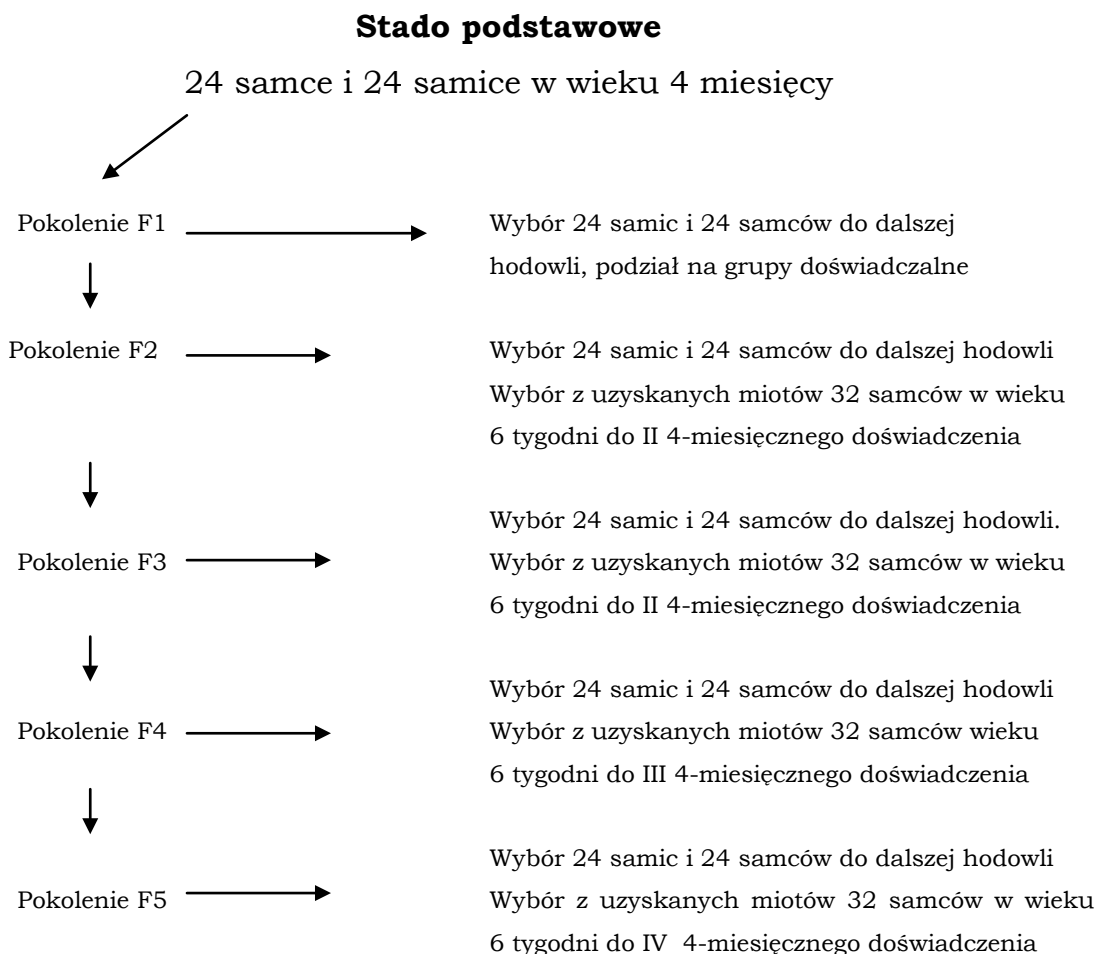 Stado podstawowe
24 samce i 24 samice w wieku 4 miesięcy
Pokolenie F1
Wybór 24 samic i 24 samców do dalszej
hodowli, podział na grupy doświadczalne
Pokolenie F2
Wybór 24 samic i 24 samców do dalszej hodowli
Wybór z uzyskanych miotów 32 samców w wieku
6 tygodni do II 4-miesięcznego doświadczenia
Pokolenie F3
Wybór 24 samic i 24 samców do dalszej hodowli.
Wybór z uzyskanych miotów 32 samców w wieku
6 tygodni do II 4-miesięcznego doświadczenia
Pokolenie F4
Wybór 24 samic i 24 samców do dalszej hodowli
Wybór z uzyskanych miotów 32 samców wieku
6 tygodni do III 4-miesięcznego doświadczenia
Pokolenie F5
Wybór 24 samic i 24 samców do dalszej hodowli
Wybór z uzyskanych miotów 32 samców w wieku
6 tygodni do IV 4-miesięcznego doświadczenia